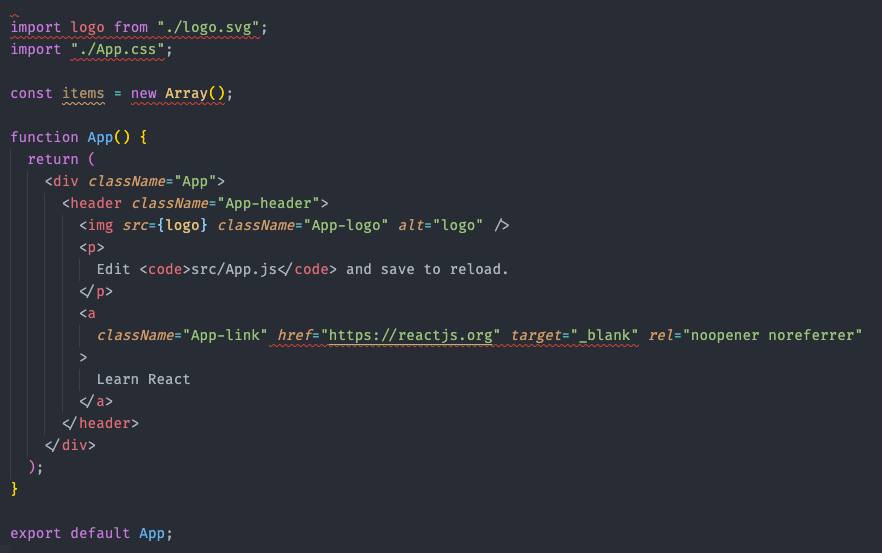 import logo from "./logo.svg";
import "./App.css";

const items = new Array();

function App() {
  return (
    <div className="App">
      <header className="App-header">
        <img src={logo} className="App-logo" alt="logo" />
        <p>
          Edit <code>src/App.js</code> and save to reload.
        </p>
        <a
          className="App-link" href="https://reactjs.org" target="_blank" rel="noopener noreferrer"
        >
          Learn React
        </a>
      </header>
    </div>
  );
}

export default App;